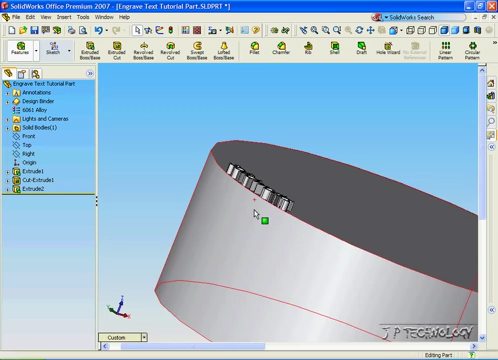 SolidWorks Office Premium 2007 - [Engrave Text Tutorial Part.SLDPRT *]
File Edit View Insert Tools Window Help
SolidWorks Search
Features Sketch Extruded Boss/Base Extruded Cut Revolved Boss/Base Revolved Cut Swept Boss/Base Lofted Boss/Base Fillet Chamfer Rib Shell Draft Hole Wizard Linear Pattern Circular Pattern
Engrave Text Tutorial Part
Annotations
Design Binder
6061 Alloy
Lights and Cameras
Solid Bodies(1)
Front
Top
Right
Origin
Extrude1
Cut-Extrude1
Extrude2
Custom
J P TECHNOLOGY
Editing Part